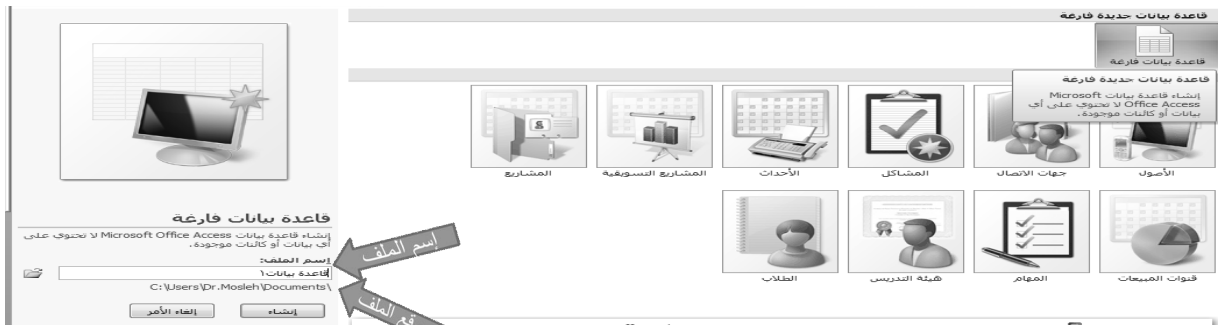 قاعدة بيانات جديدة فارغة
قاعدة بيانات فارغة
قاعدة بيانات جديدة فارغة
إنشاء قاعدة بيانات Microsoft
Office Access لا تحتوي على أي
بيانات أو كائنات موجودة.
الأصول
جهات الاتصال
المشاكل
الأحداث
المشاريع التسويقية
المشاريع
قنوات المبيعات
المهام
هيئة التدريس
الطلاب
قاعدة بيانات فارغة
إنشاء قاعدة بيانات Microsoft Office Access لا تحتوي على
أي بيانات أو كائنات موجودة.
إسم الملف:
قاعدة بيانات١
C:\Users\Dr.Mosleh\Documents\
إنشاء
إلغاء الأمر
إسم الملف
الملف